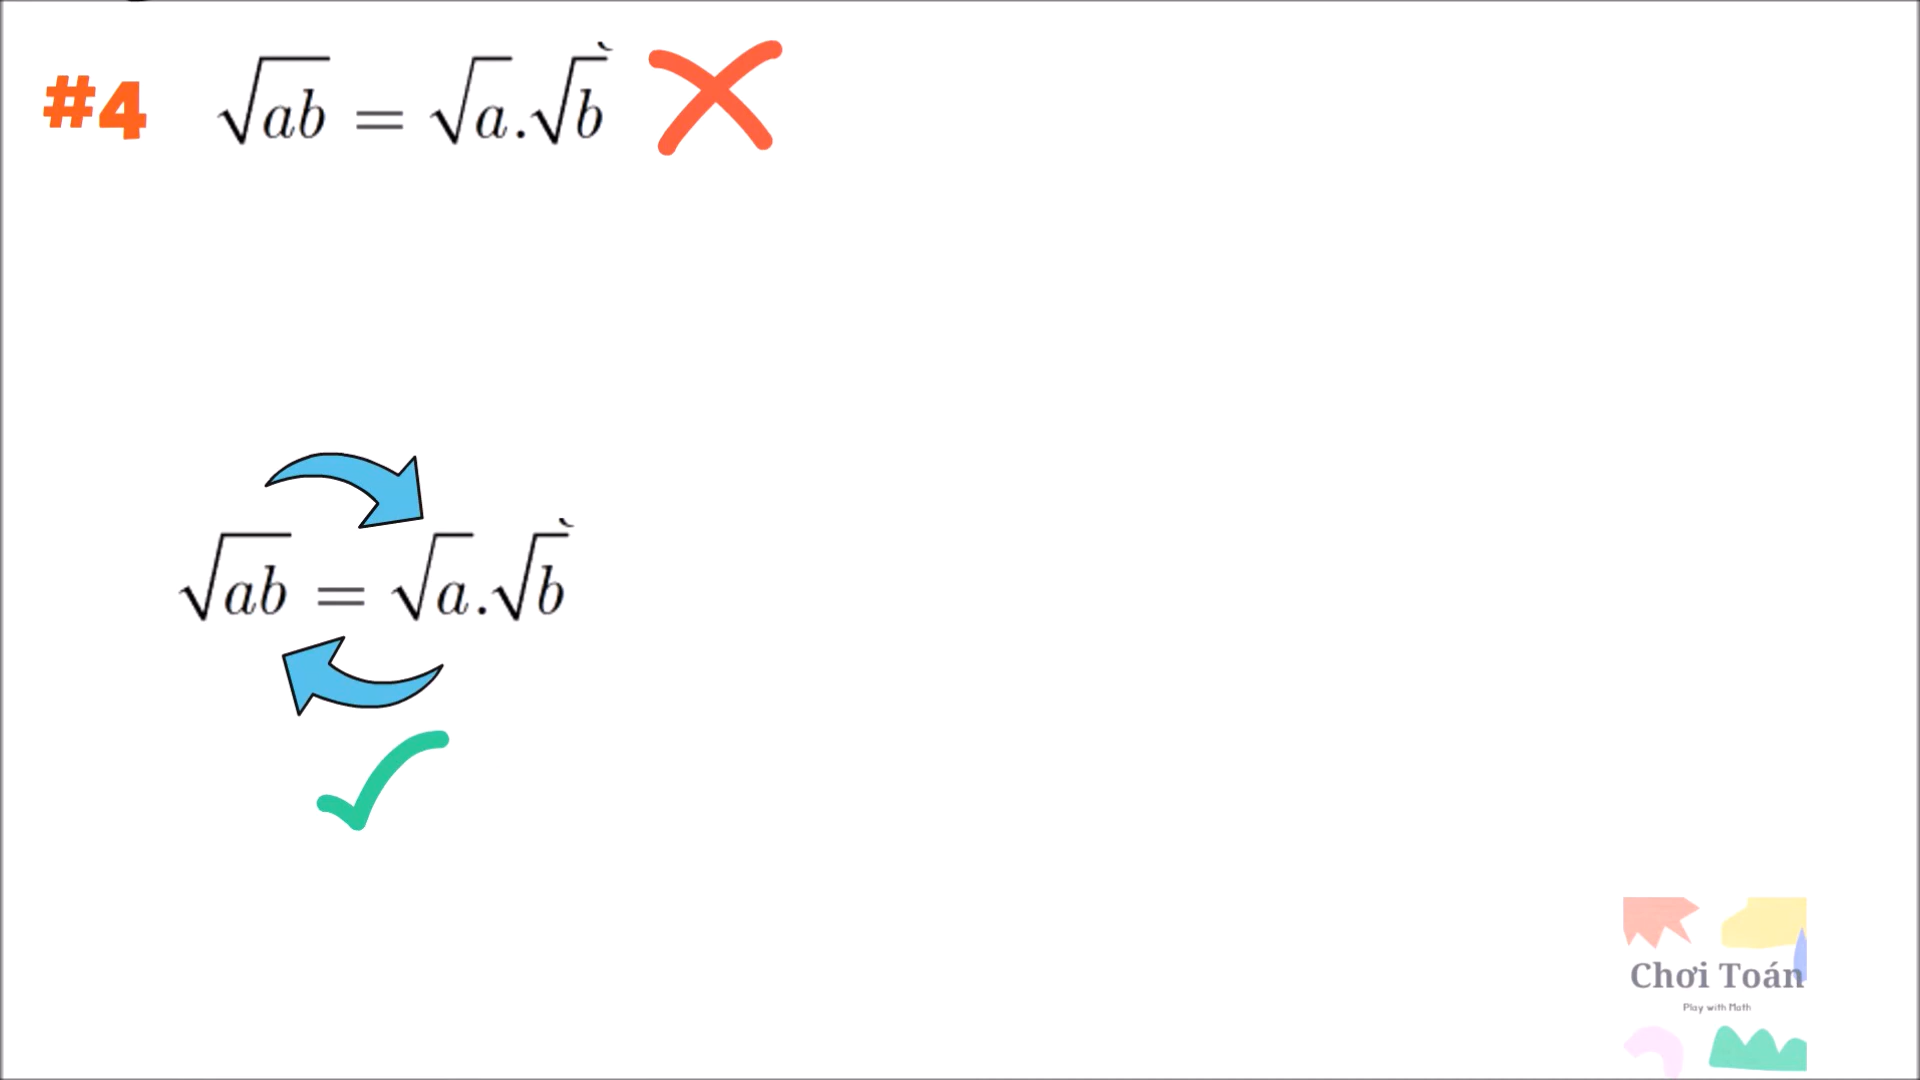 #4 √ab = √a.√b
√ab = √a.√b
Chơi Toán
Play with Math